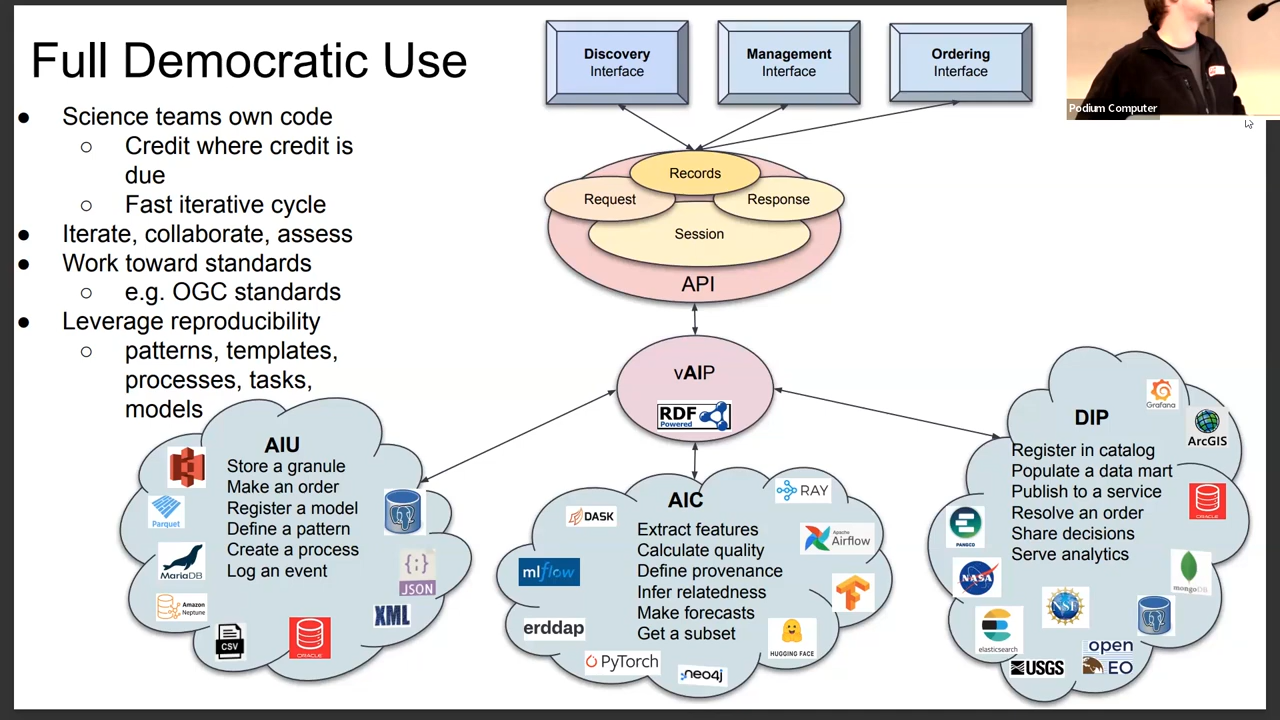 Full Democratic Use
● Science teams own code
○ Credit where credit is
due
○ Fast iterative cycle
● Iterate, collaborate, assess
● Work toward standards
○ e.g. OGC standards
● Leverage reproducibility
○ patterns, templates,
processes, tasks,
models
Discovery
Interface
Management
Interface
Ordering
Interface
Podium Computer
Records
Request
Response
Session
API
vAIP
RDF
Powered
AIU
Store a granule
Make an order
Register a model
Define a pattern
Create a process
Log an event
Parquet
MariaDB
Amazon
Neptune
CSV
ORACLE
XML
{;}
JSON
AIC
Extract features
Calculate quality
Define provenance
Infer relatedness
Make forecasts
Get a subset
DASK
RAY
APACHE
Airflow
mlflow
erddap
PyTorch
neo4j
HUGGING FACE
DIP
Register in catalog
Populate a data mart
Publish to a service
Resolve an order
Share decisions
Serve analytics
Grafana
ArcGIS
ORACLE
PANGEO
NASA
mongoDB
NSF
elasticsearch
USGS
open
EO